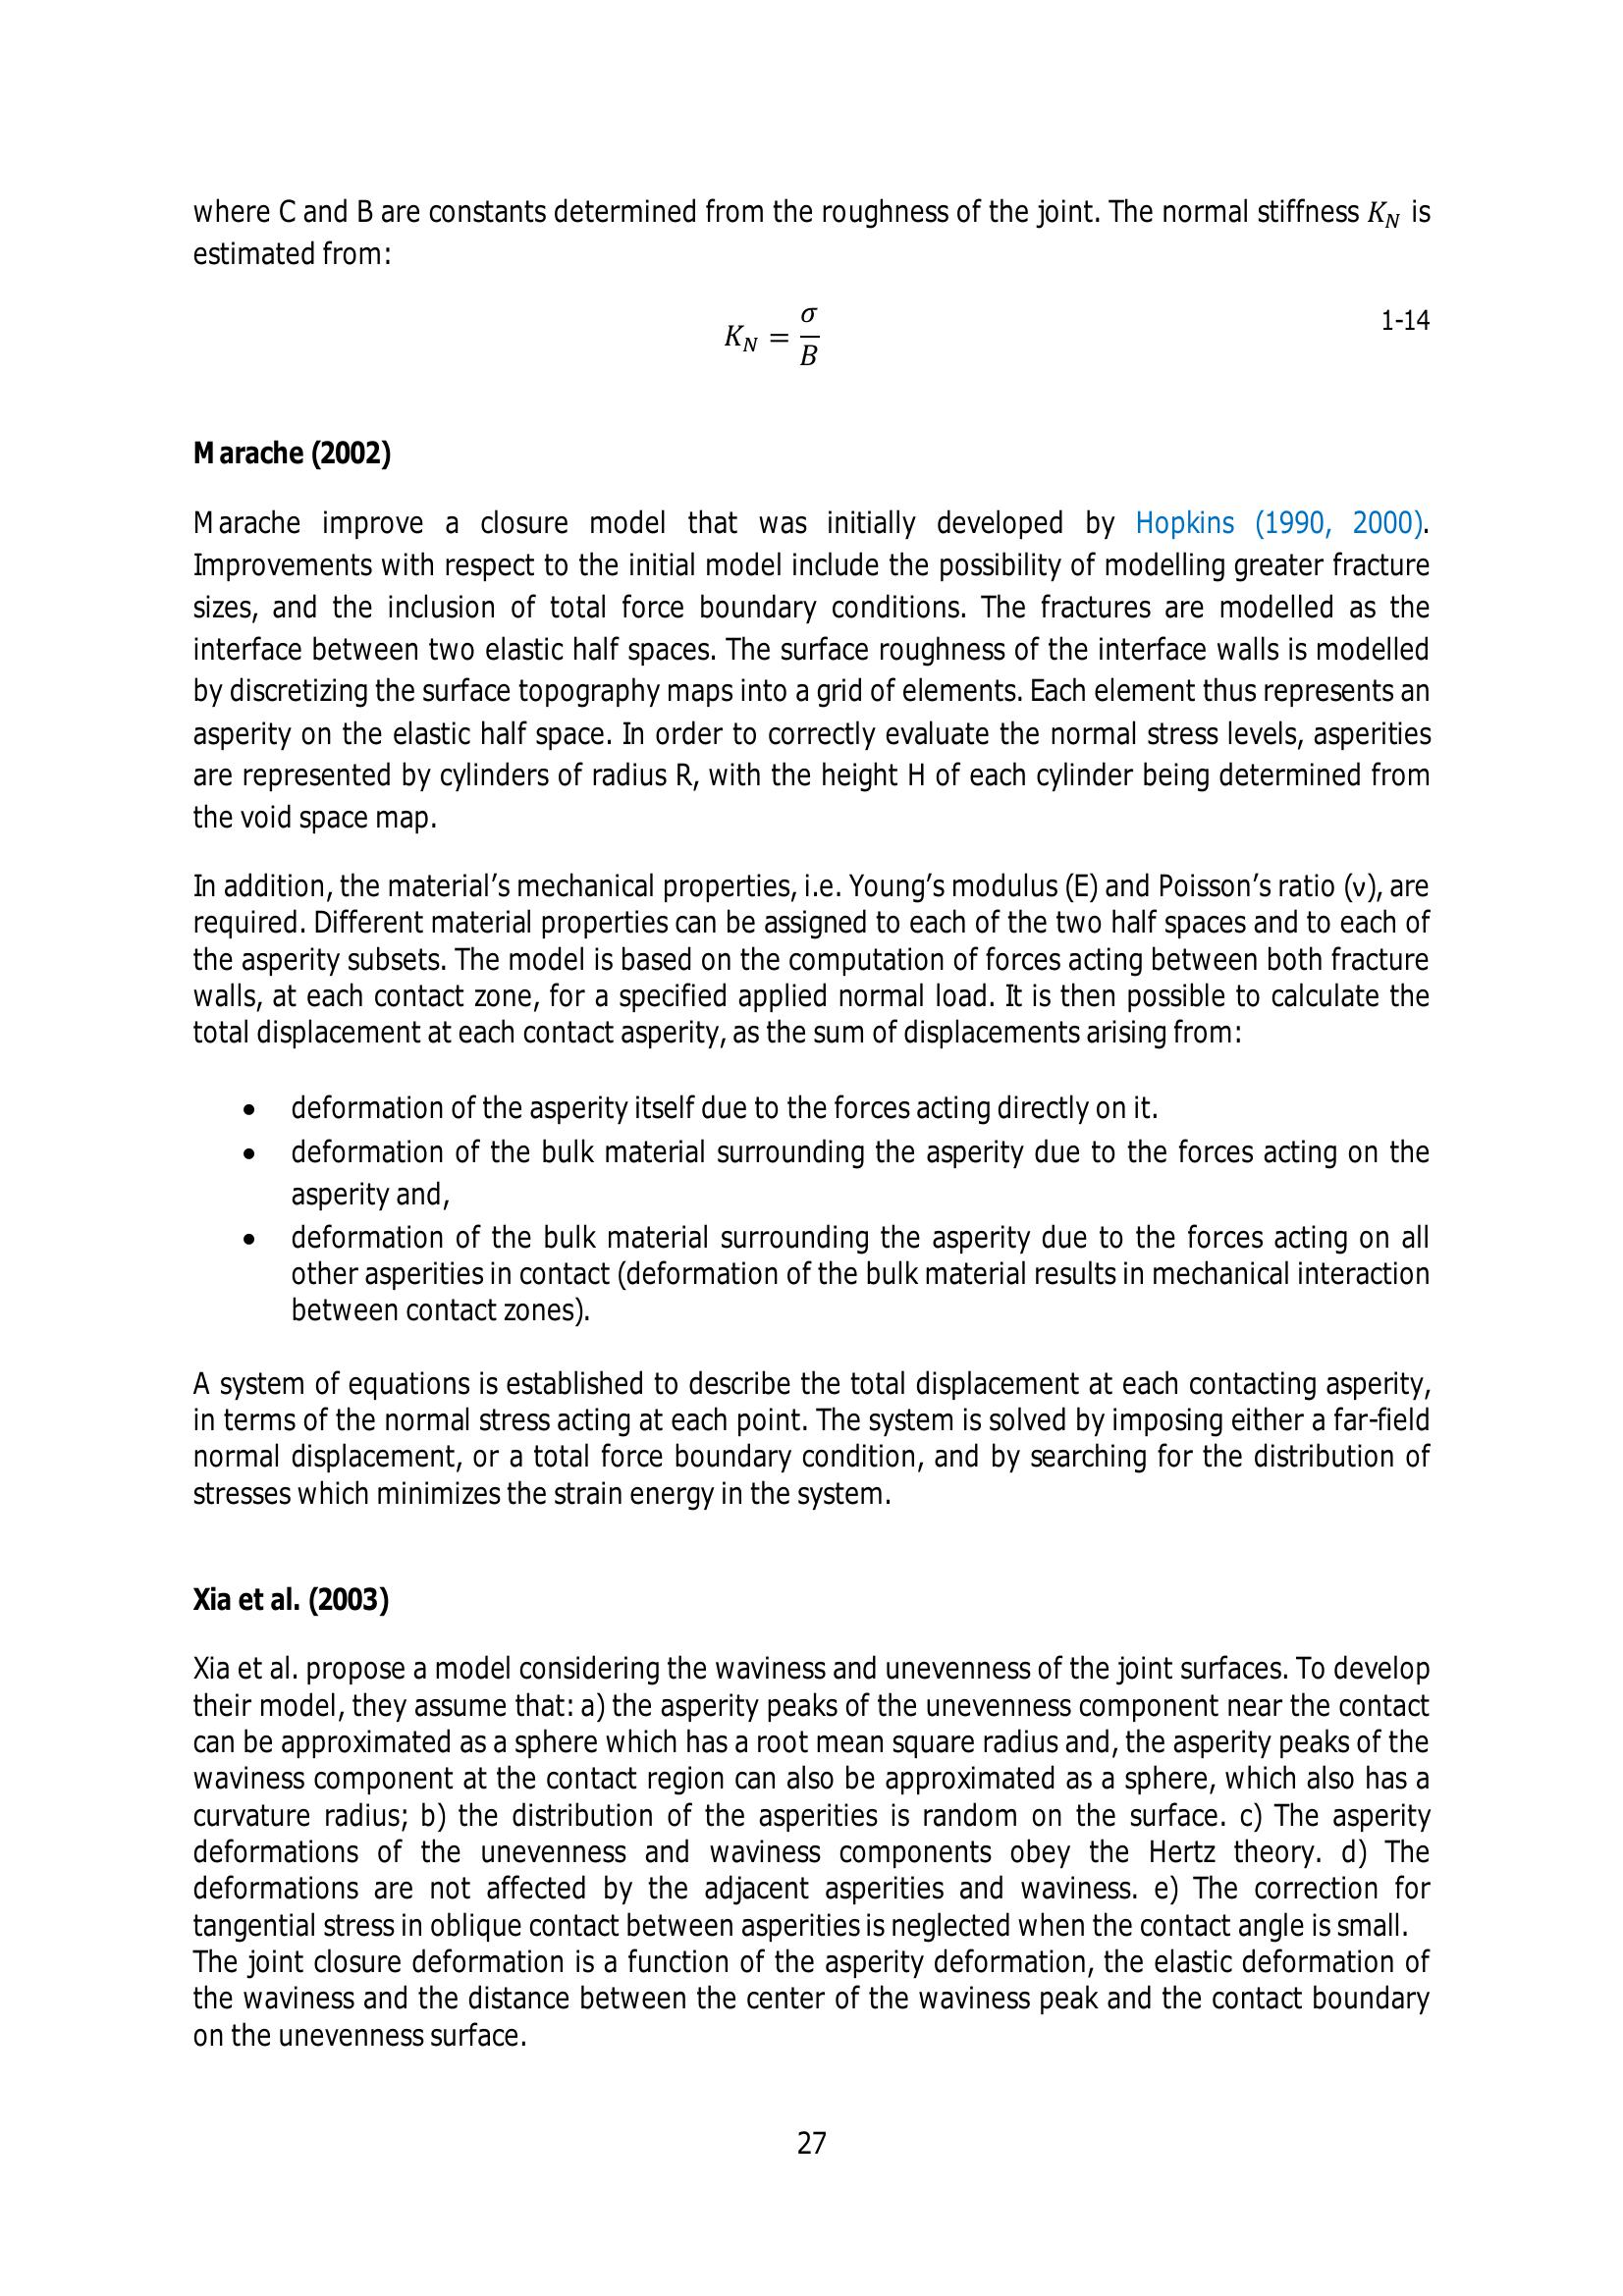 where C and B are constants determined from the roughness of the joint. The normal stiffness K_N is
estimated from:
K_N = σ/B
1-14
Marache (2002)
Marache improve a closure model that was initially developed by Hopkins (1990, 2000).
Improvements with respect to the initial model include the possibility of modelling greater fracture
sizes, and the inclusion of total force boundary conditions. The fractures are modelled as the
interface between two elastic half spaces. The surface roughness of the interface walls is modelled
by discretizing the surface topography maps into a grid of elements. Each element thus represents an
asperity on the elastic half space. In order to correctly evaluate the normal stress levels, asperities
are represented by cylinders of radius R, with the height H of each cylinder being determined from
the void space map.
In addition, the material’s mechanical properties, i.e. Young’s modulus (E) and Poisson’s ratio (ν), are
required. Different material properties can be assigned to each of the two half spaces and to each of
the asperity subsets. The model is based on the computation of forces acting between both fracture
walls, at each contact zone, for a specified applied normal load. It is then possible to calculate the
total displacement at each contact asperity, as the sum of displacements arising from:
• deformation of the asperity itself due to the forces acting directly on it.
• deformation of the bulk material surrounding the asperity due to the forces acting on the
asperity and,
• deformation of the bulk material surrounding the asperity due to the forces acting on all
other asperities in contact (deformation of the bulk material results in mechanical interaction
between contact zones).
A system of equations is established to describe the total displacement at each contacting asperity,
in terms of the normal stress acting at each point. The system is solved by imposing either a far-field
normal displacement, or a total force boundary condition, and by searching for the distribution of
stresses which minimizes the strain energy in the system.
Xia et al. (2003)
Xia et al. propose a model considering the waviness and unevenness of the joint surfaces. To develop
their model, they assume that: a) the asperity peaks of the unevenness component near the contact
can be approximated as a sphere which has a root mean square radius and, the asperity peaks of the
waviness component at the contact region can also be approximated as a sphere, which also has a
curvature radius; b) the distribution of the asperities is random on the surface. c) The asperity
deformations of the unevenness and waviness components obey the Hertz theory. d) The
deformations are not affected by the adjacent asperities and waviness. e) The correction for
tangential stress in oblique contact between asperities is neglected when the contact angle is small.
The joint closure deformation is a function of the asperity deformation, the elastic deformation of
the waviness and the distance between the center of the waviness peak and the contact boundary
on the unevenness surface.
27